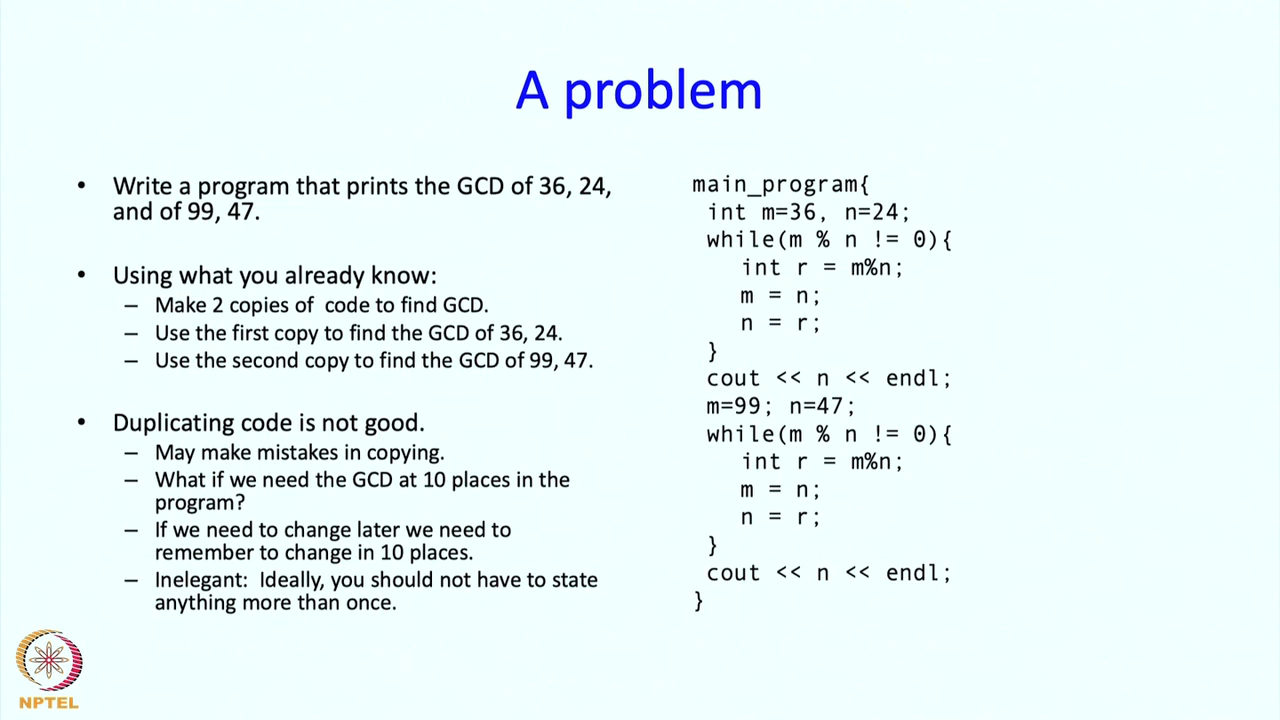 A problem
• Write a program that prints the GCD of 36, 24,
and of 99, 47.
• Using what you already know:
– Make 2 copies of code to find GCD.
– Use the first copy to find the GCD of 36, 24.
– Use the second copy to find the GCD of 99, 47.
• Duplicating code is not good.
– May make mistakes in copying.
– What if we need the GCD at 10 places in the
program?
– If we need to change later we need to
remember to change in 10 places.
– Inelegant: Ideally, you should not have to state
anything more than once.
main_program{
int m=36, n=24;
while(m % n != 0){
int r = m%n;
m = n;
n = r;
}
cout << n << endl;
m=99; n=47;
while(m % n != 0){
int r = m%n;
m = n;
n = r;
}
cout << n << endl;
}
NPTEL